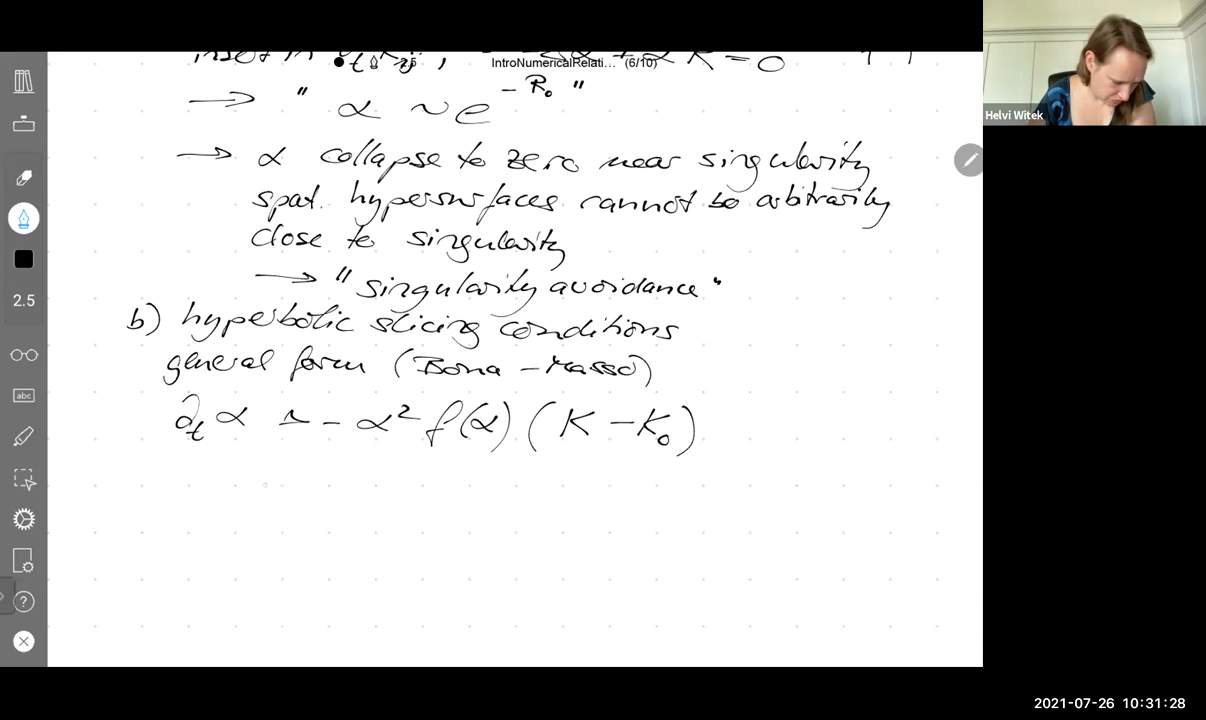 IntroNumericalRelati... (6/10)
α K = 0
→ " α ~ e^{-R_0} "
→ α collapse to zero near singularity
spat. hypersurfaces cannot be arbitrarily
close to singularity
→ "singularity avoidance"
b) hyperbolic slicing conditions
general form (Bona-Masso)
∂_t α ~ - α² f(α) (K - K_0)
2.5
abc
Helvi Witek
2021-07-26 10:31:28